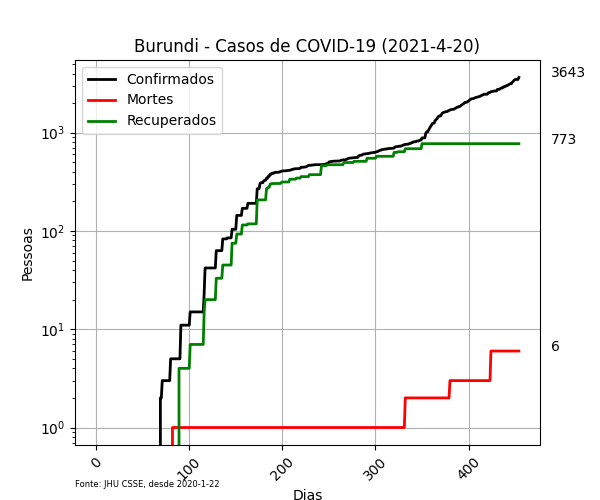 Burundi - Casos de COVID-19 (2021-4-20)
Confirmados
Mortes
Recuperados
3643
773
6
10³
10²
10¹
10⁰
Pessoas
0
100
200
300
400
Dias
Fonte: JHU CSSE, desde 2020-1-22